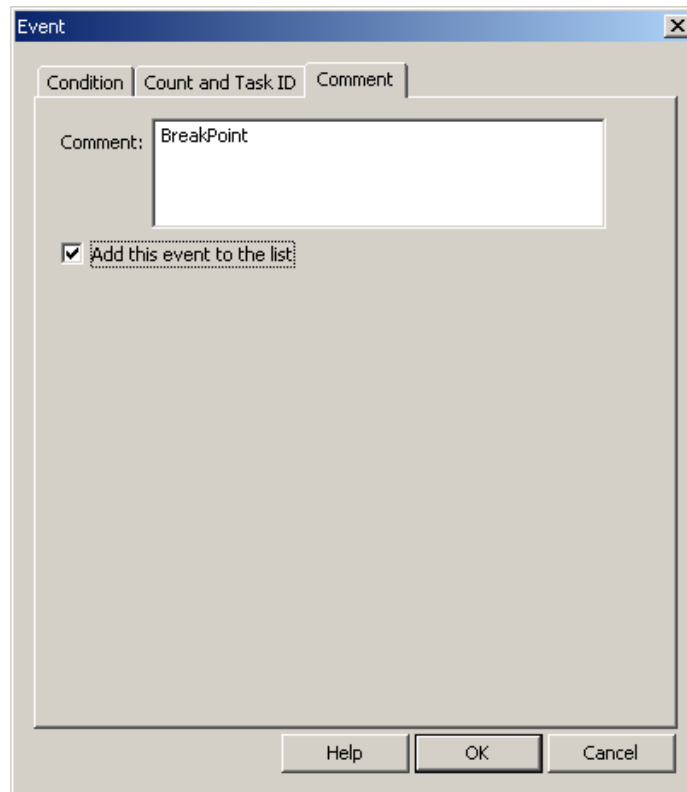 Event
Condition Count and Task ID Comment
Comment: BreakPoint
Add this event to the list
Help OK Cancel